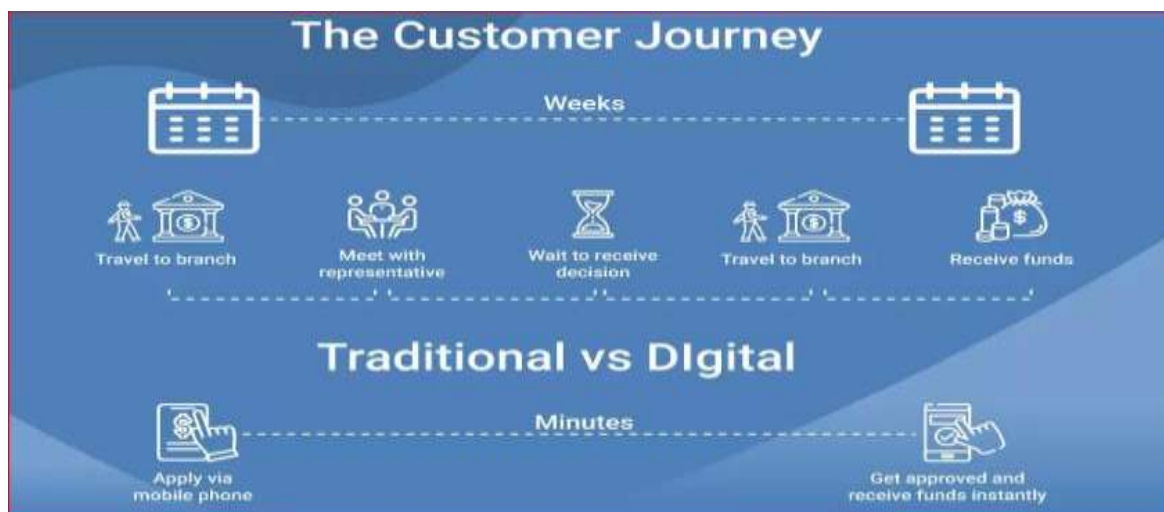 The Customer Journey
Weeks
Travel to branch
Meet with
representative
Wait to receive
decision
Travel to branch
Receive funds
Traditional vs DIgital
Minutes
Apply via
mobile phone
Get approved and
receive funds instantly